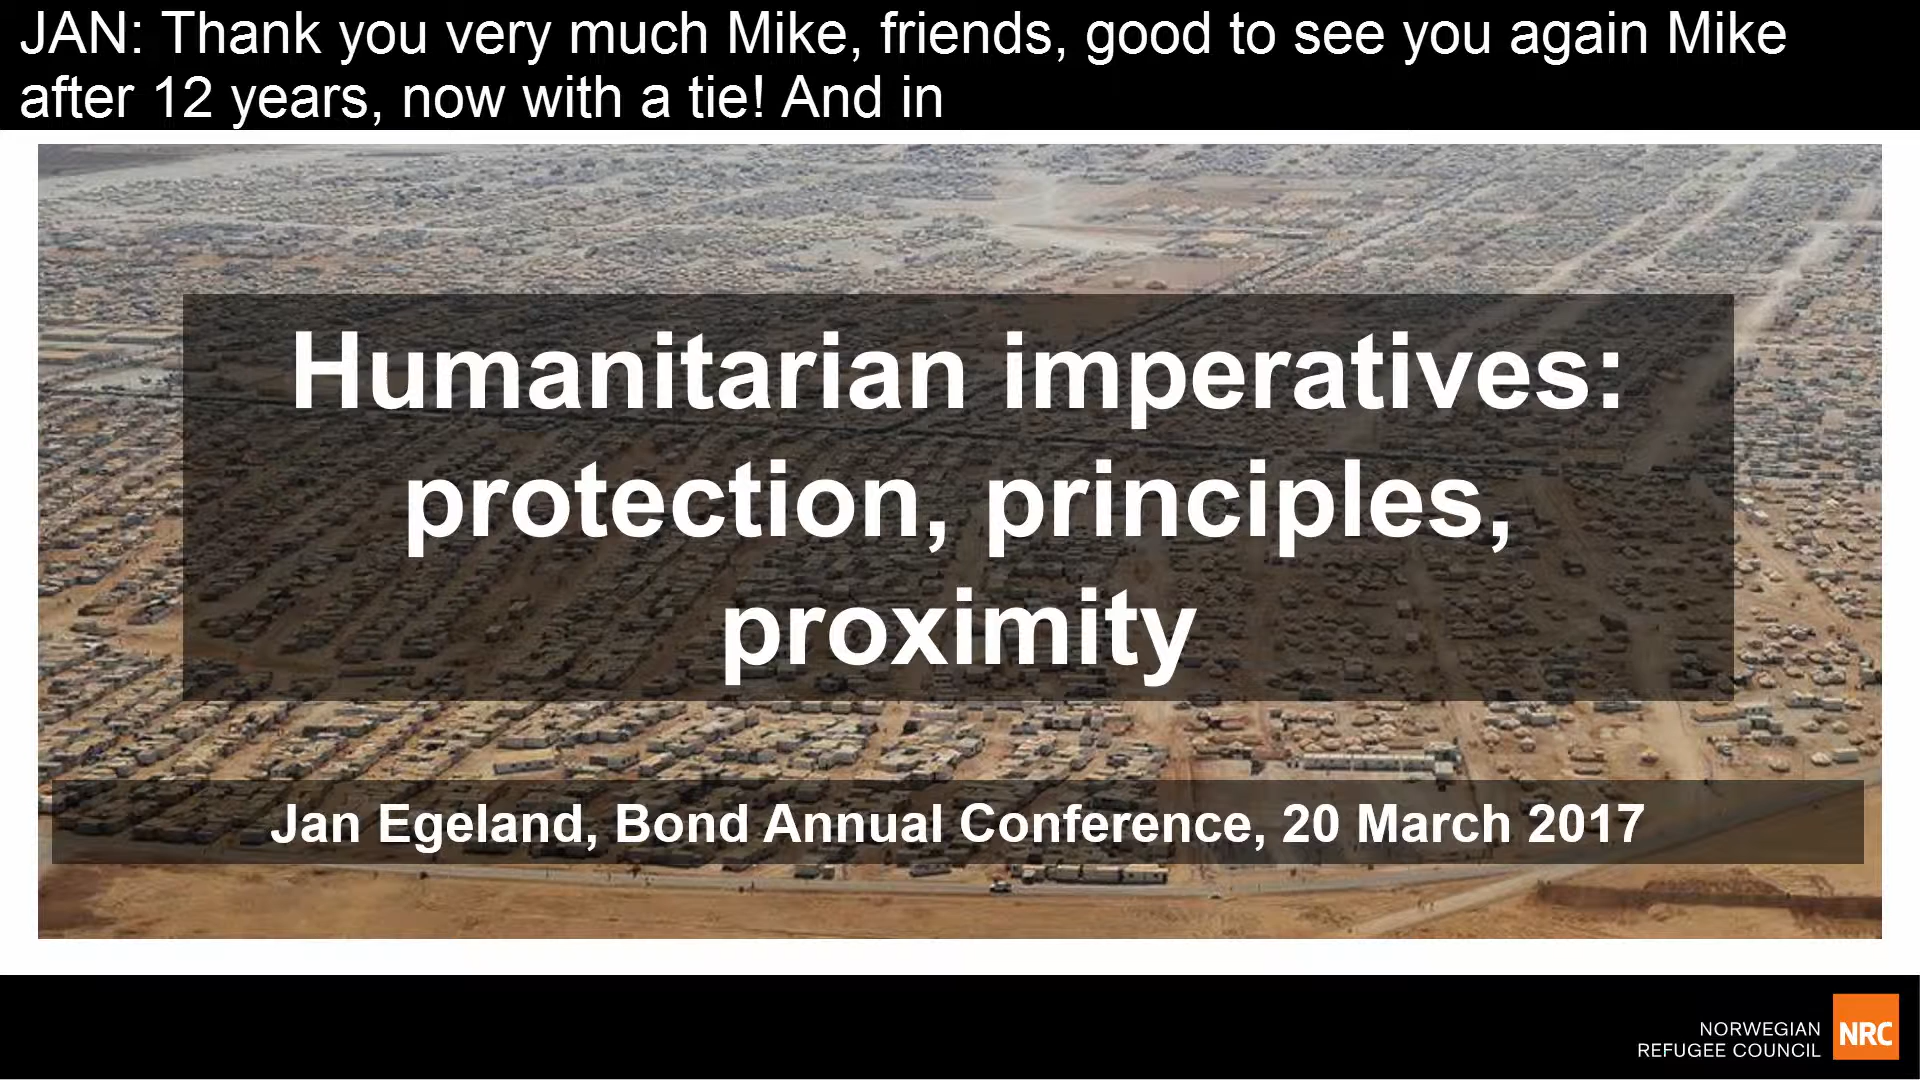 JAN: Thank you very much Mike, friends, good to see you again Mike
after 12 years, now with a tie! And in
Humanitarian imperatives:
protection, principles,
proximity
Jan Egeland, Bond Annual Conference, 20 March 2017
NORWEGIAN
REFUGEE COUNCIL
NRC